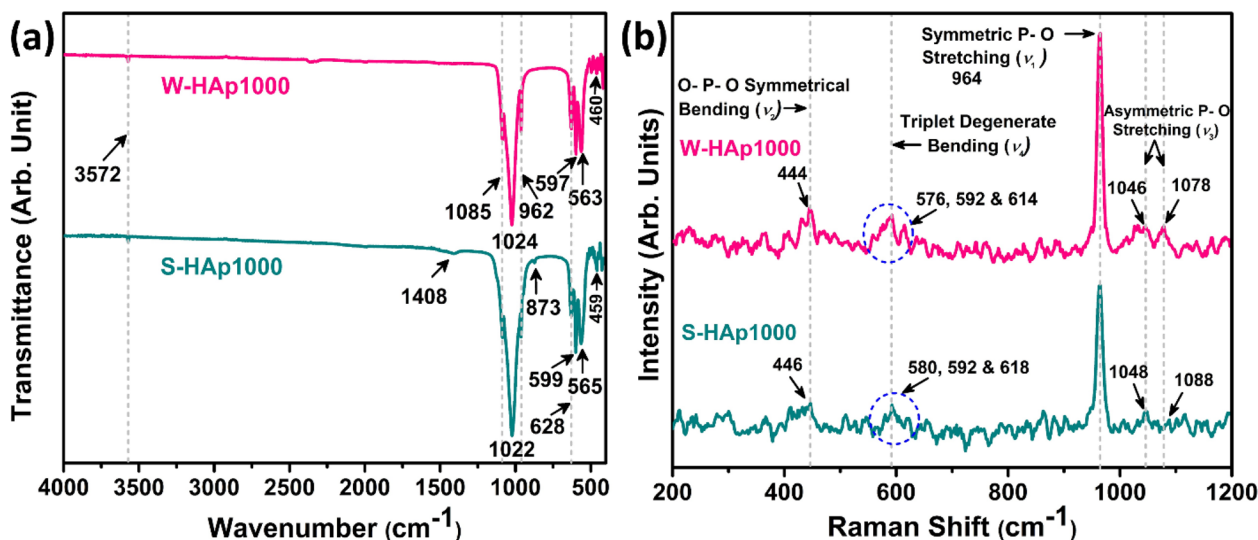 (a)
W-HAp1000
3572
1085
962
1024
597
563
460
S-HAp1000
1408
873
599
565
628
1022
459
Transmittance (Arb. Unit)
4000 3500 3000 2500 2000 1500 1000 500
Wavenumber (cm⁻¹)
(b)
Symmetric P- O
Stretching (ν₁)
964
O- P- O Symmetrical
Bending (ν₂)
Triplet Degenerate
Bending (ν₄)
Asymmetric P- O
Stretching (ν₃)
W-HAp1000
444
576, 592 & 614
1046
1078
S-HAp1000
446
580, 592 & 618
1048
1088
Intensity (Arb. Units)
200 400 600 800 1000 1200
Raman Shift (cm⁻¹)